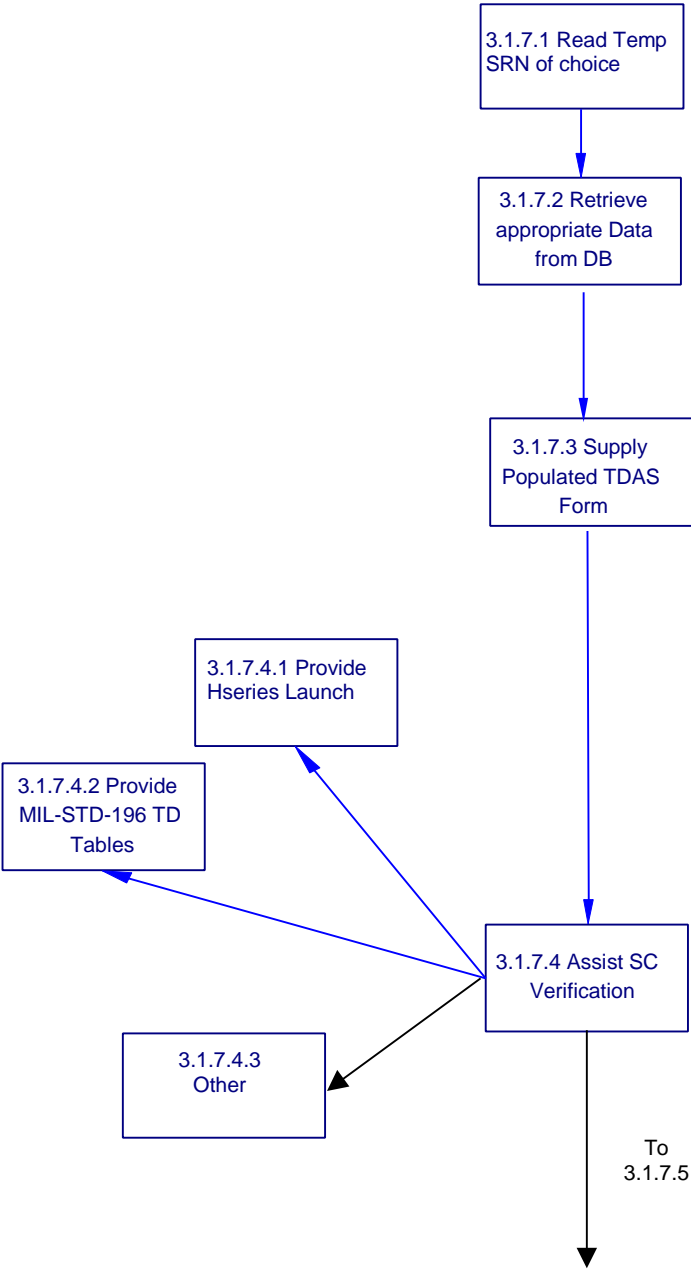 3.1.7.1 Read Temp
SRN of choice
3.1.7.2 Retrieve
appropriate Data
from DB
3.1.7.3 Supply
Populated TDAS
Form
3.1.7.4.1 Provide
Hseries Launch
3.1.7.4.2 Provide
MIL-STD-196 TD
Tables
3.1.7.4 Assist SC
Verification
3.1.7.4.3
Other
To
3.1.7.5